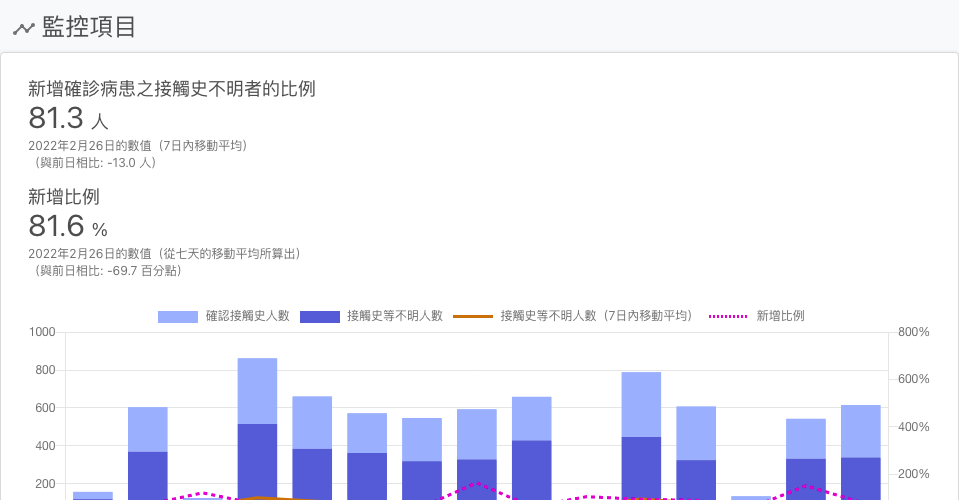 監控項目
新增確診病患之接觸史不明者的比例
81.3 人
2022年2月26日的數值（7日內移動平均）
（與前日相比: -13.0 人）
新增比例
81.6 %
2022年2月26日的數值（從七天的移動平均所算出）
（與前日相比: -69.7 百分點）
確認接觸史人數 接觸史等不明人數 接觸史等不明人數（7日內移動平均） 新增比例
1000 800%
800
600%
600
400%
400
200%
200